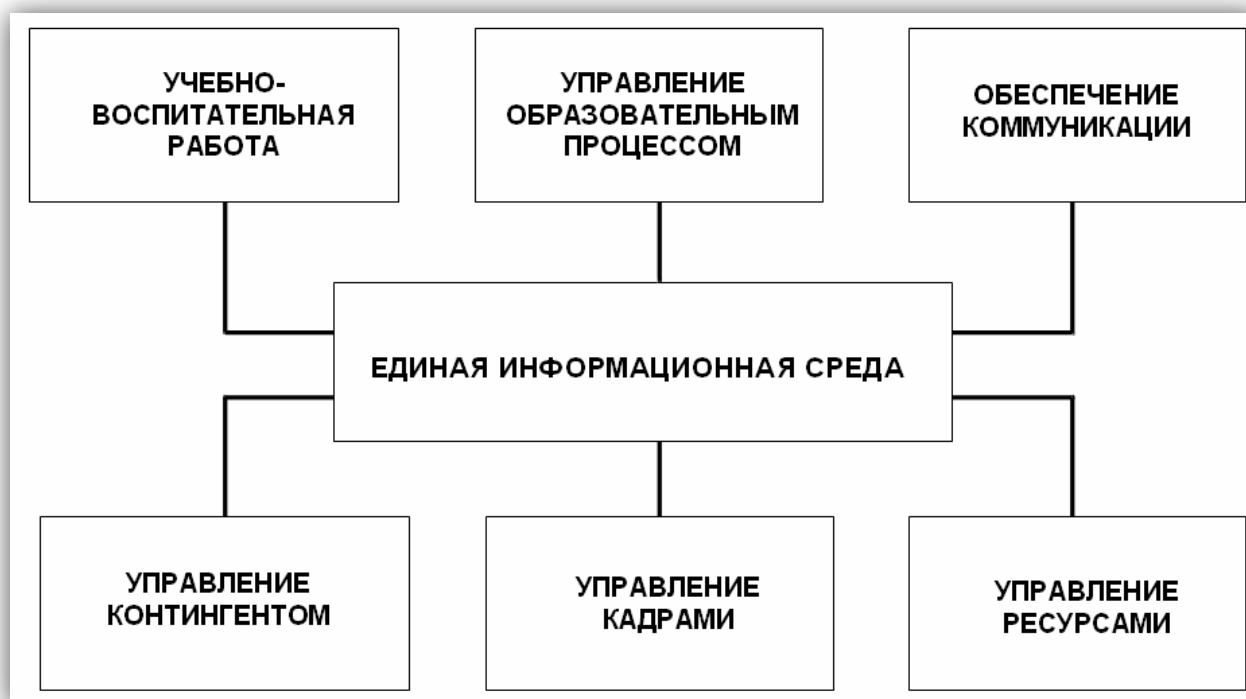 УЧЕБНО-
ВОСПИТАТЕЛЬНАЯ
РАБОТА
УПРАВЛЕНИЕ
ОБРАЗОВАТЕЛЬНЫМ
ПРОЦЕССОМ
ОБЕСПЕЧЕНИЕ
КОММУНИКАЦИИ
ЕДИНАЯ ИНФОРМАЦИОННАЯ СРЕДА
УПРАВЛЕНИЕ
КОНТИНГЕНТОМ
УПРАВЛЕНИЕ
КАДРАМИ
УПРАВЛЕНИЕ
РЕСУРСАМИ